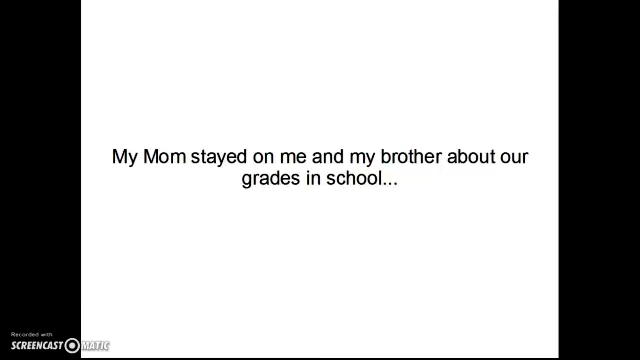 My Mom stayed on me and my brother about our
grades in school...
Recorded with
SCREENCAST MATIC